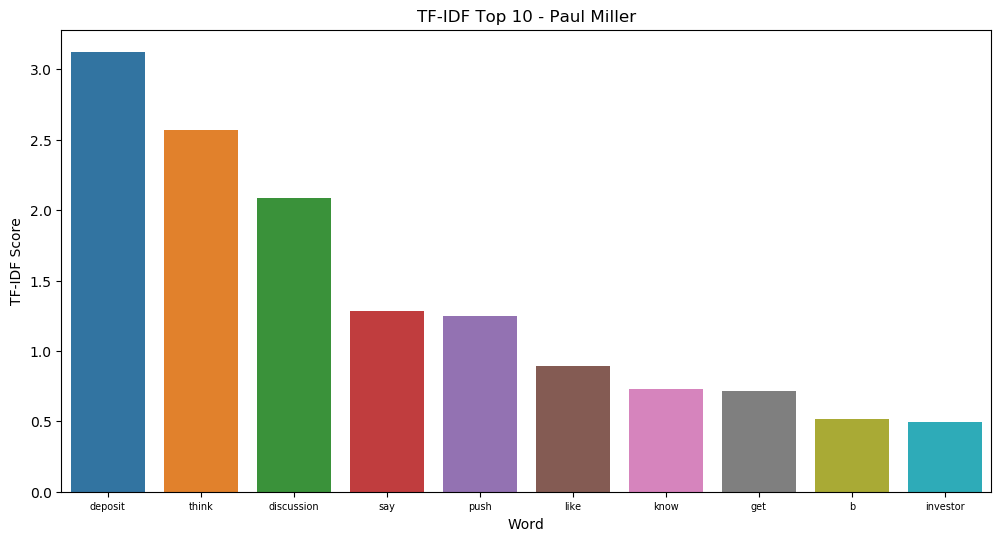 TF-IDF Top 10 - Paul Miller
TF-IDF Score
3.0
2.5
2.0
1.5
1.0
0.5
0.0
deposit think discussion say push like know get b investor
Word